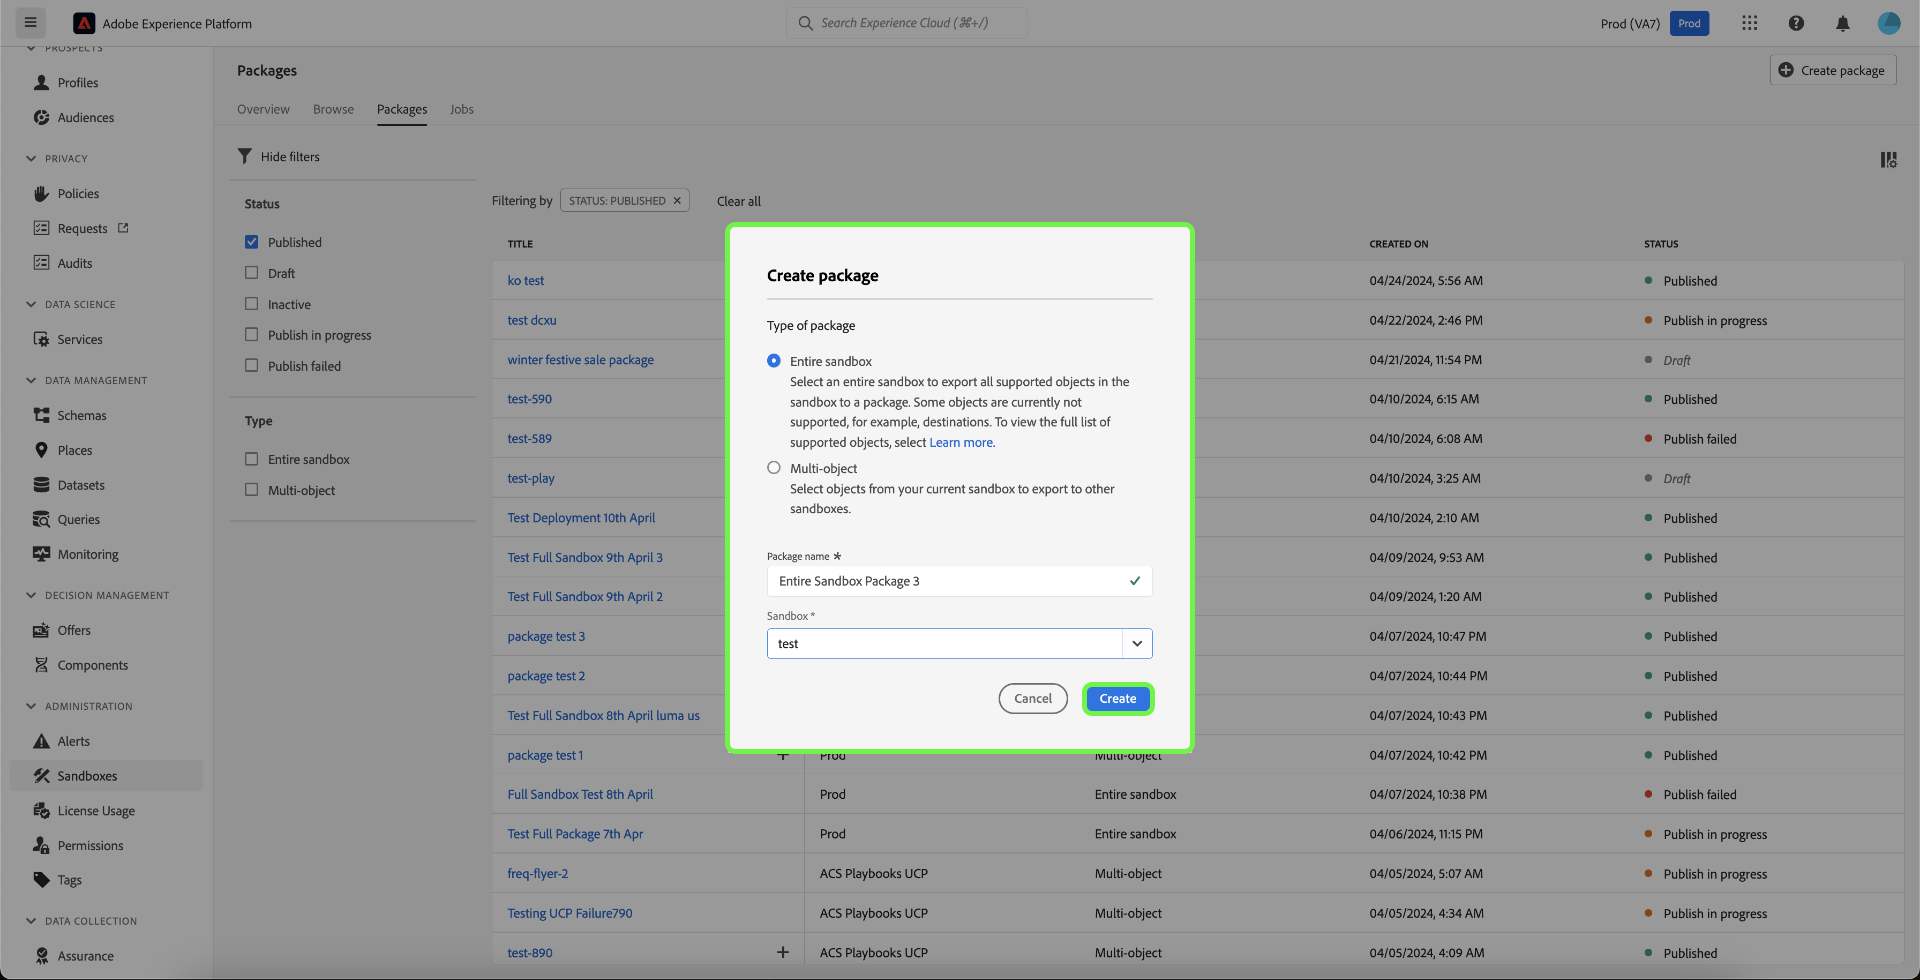 Adobe Experience Platform
Search Experience Cloud (⌘+/)
Prod (VA7)
Prod
PROSPECTS
Profiles
Audiences
PRIVACY
Policies
Requests
Audits
DATA SCIENCE
Services
DATA MANAGEMENT
Schemas
Places
Datasets
Queries
Monitoring
DECISION MANAGEMENT
Offers
Components
ADMINISTRATION
Alerts
Sandboxes
License Usage
Permissions
Tags
DATA COLLECTION
Assurance
Packages
Create package
Overview Browse Packages Jobs
Hide filters
Status
Published
Draft
Inactive
Publish in progress
Publish failed
Type
Entire sandbox
Multi-object
Filtering by STATUS: PUBLISHED ✕ Clear all
TITLE CREATED ON STATUS
ko test 04/24/2024, 5:56 AM Published
test dcxu 04/22/2024, 2:46 PM Publish in progress
winter festive sale package 04/21/2024, 11:54 PM Draft
test-590 04/10/2024, 6:15 AM Published
test-589 04/10/2024, 6:08 AM Publish failed
test-play 04/10/2024, 3:25 AM Draft
Test Deployment 10th April 04/10/2024, 2:10 AM Published
Test Full Sandbox 9th April 3 04/09/2024, 9:53 AM Published
Test Full Sandbox 9th April 2 04/09/2024, 1:20 AM Published
package test 3 04/07/2024, 10:47 PM Published
package test 2 04/07/2024, 10:44 PM Published
Test Full Sandbox 8th April luma us 04/07/2024, 10:43 PM Published
package test 1 + Prod Multi-object 04/07/2024, 10:42 PM Published
Full Sandbox Test 8th April Prod Entire sandbox 04/07/2024, 10:38 PM Publish failed
Test Full Package 7th Apr Prod Entire sandbox 04/06/2024, 11:15 PM Publish in progress
freq-flyer-2 ACS Playbooks UCP Multi-object 04/05/2024, 5:07 AM Publish in progress
Testing UCP Failure790 ACS Playbooks UCP Multi-object 04/05/2024, 4:34 AM Publish in progress
test-890 + ACS Playbooks UCP Multi-object 04/05/2024, 4:09 AM Published
Create package
Type of package
Entire sandbox
Select an entire sandbox to export all supported objects in the
sandbox to a package. Some objects are currently not
supported, for example, destinations. To view the full list of
supported objects, select Learn more.
Multi-object
Select objects from your current sandbox to export to other
sandboxes.
Package name *
Entire Sandbox Package 3
Sandbox *
test
Cancel
Create